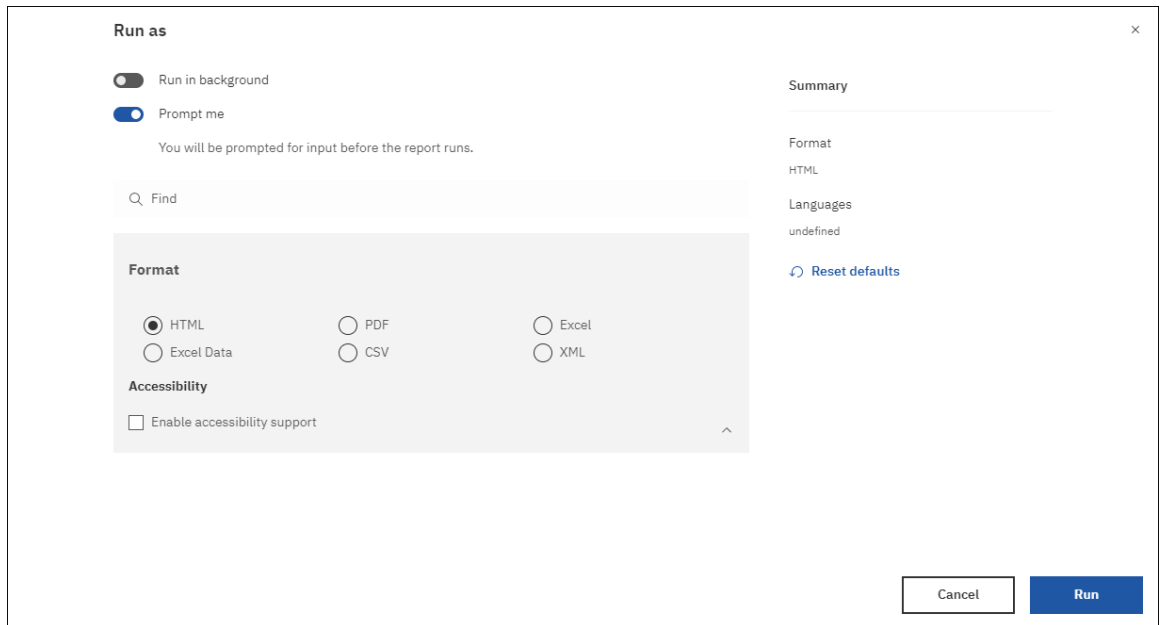 Run as
Run in background
Prompt me
You will be prompted for input before the report runs.
Find
Format
HTML PDF Excel
Excel Data CSV XML
Accessibility
Enable accessibility support
Summary
Format
HTML
Languages
undefined
Reset defaults
Cancel Run